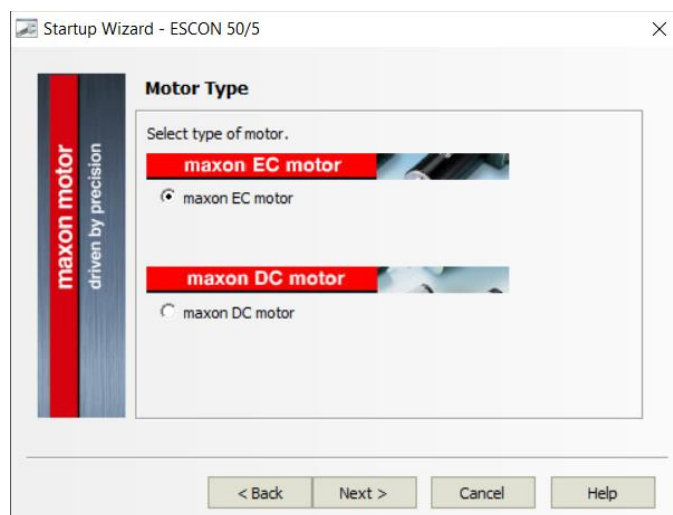 Startup Wizard - ESCON 50/5
maxon motor
driven by precision
Motor Type
Select type of motor.
maxon EC motor
maxon EC motor
maxon DC motor
maxon DC motor
< Back
Next >
Cancel
Help